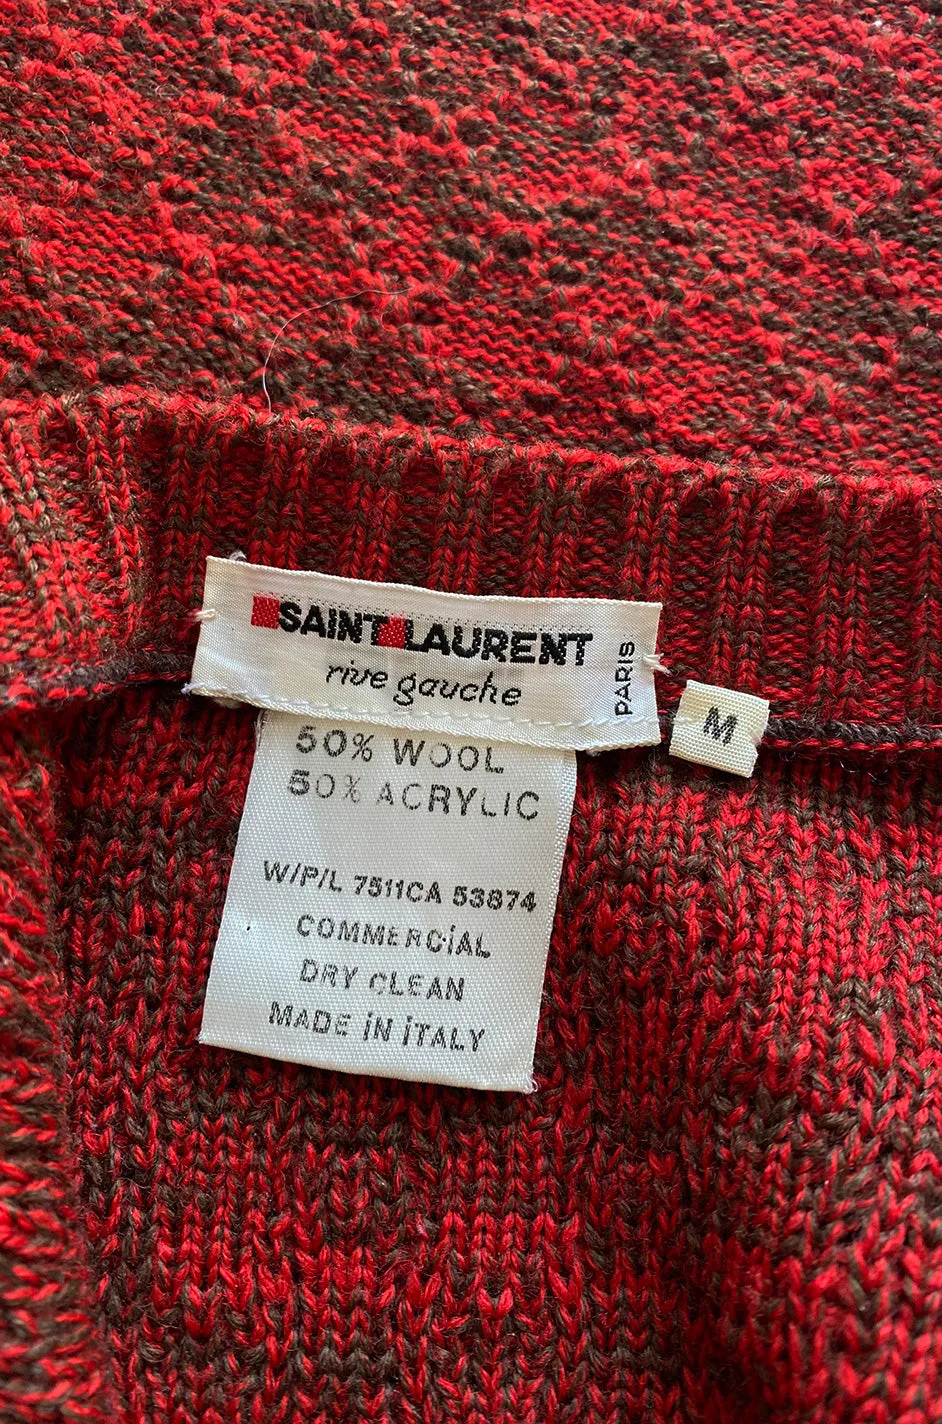 SAINT LAURENT
rive gauche
PARIS
M
50% WOOL
50% ACRYLIC
W/P/L 7511CA 53874
COMMERCiAL
DRY CLEAN
MADE iN iTALY